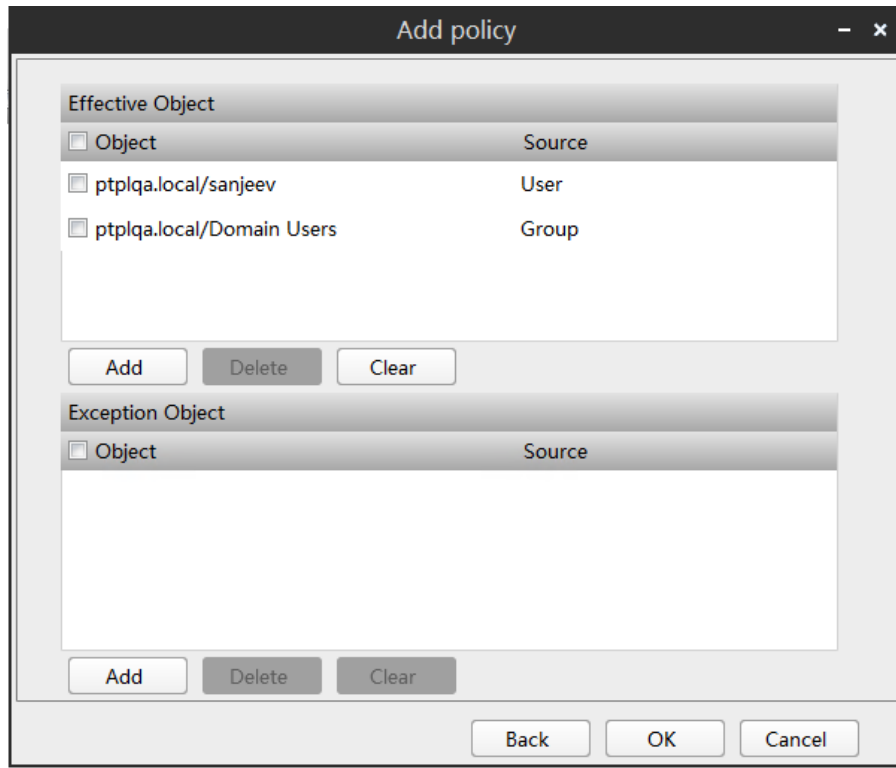 Add policy
Effective Object
Object Source
ptplqa.local/sanjeev User
ptplqa.local/Domain Users Group
Add Delete Clear
Exception Object
Object Source
Add Delete Clear
Back OK Cancel